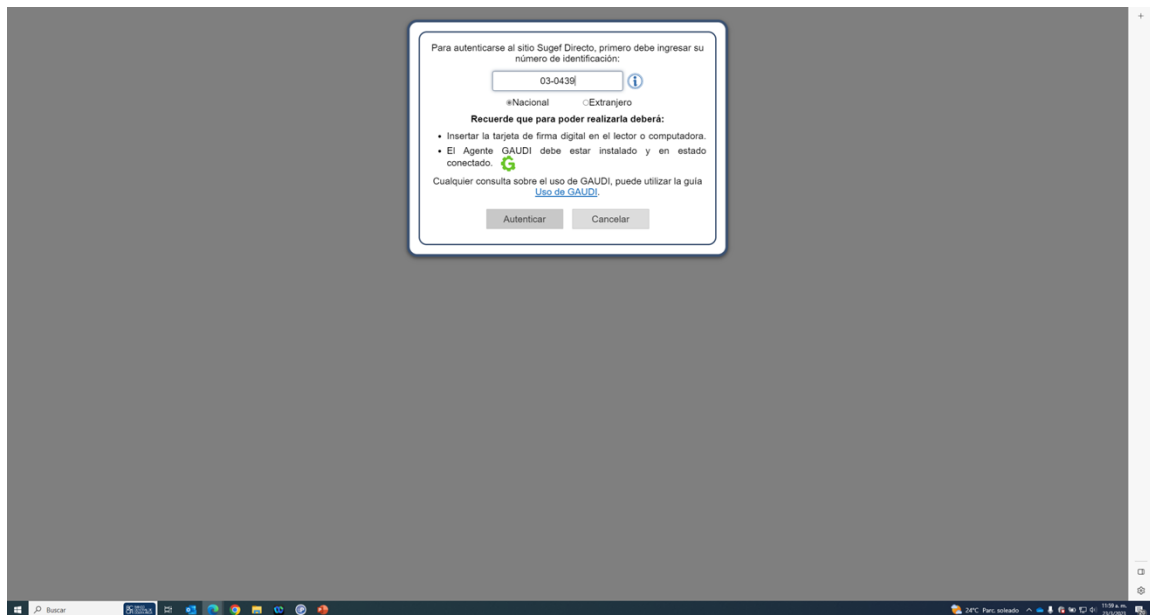 Para autenticarse al sitio Sugef Directo, primero debe ingresar su
número de identificación:
03-0439
Nacional Extranjero
Recuerde que para poder realizarla deberá:
• Insertar la tarjeta de firma digital en el lector o computadora.
• El Agente GAUDI debe estar instalado y en estado
conectado.
Cualquier consulta sobre el uso de GAUDI, puede utilizar la guía
Uso de GAUDI.
Autenticar Cancelar
Buscar
24°C Parc. soleado
11:59 a. m.